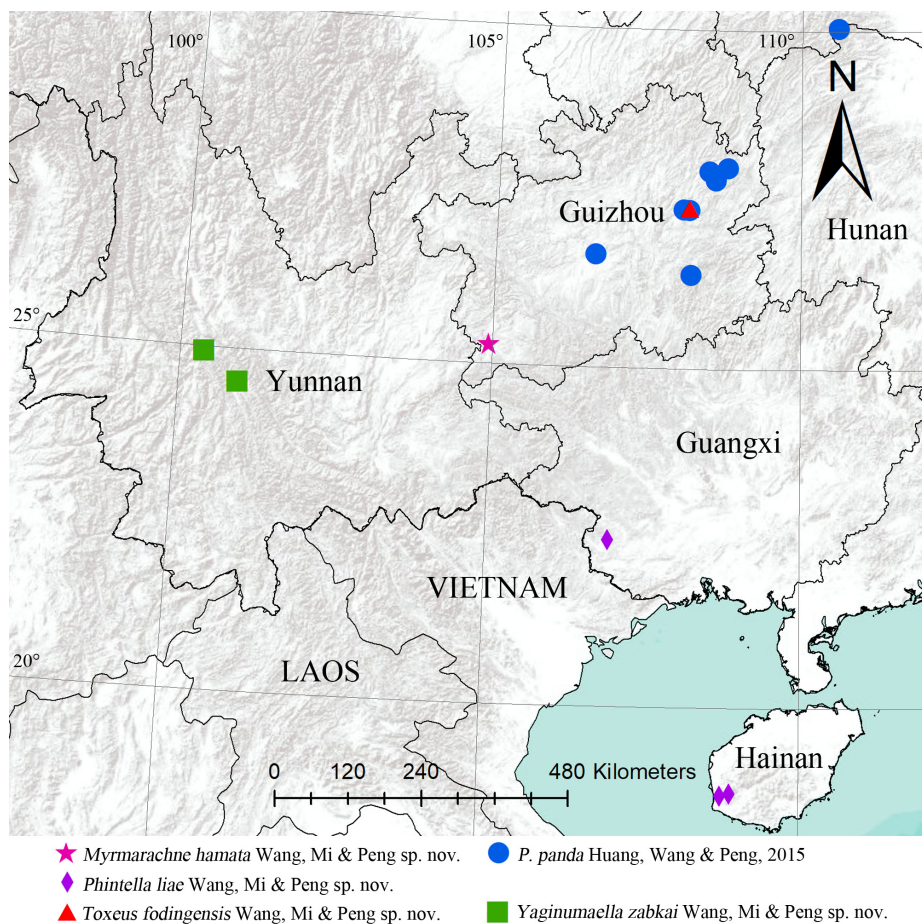 100°
105°
110°
N
Guizhou
Hunan
25°
Yunnan
Guangxi
VIETNAM
20°
LAOS
Hainan
0 120 240 480 Kilometers
Myrmarachne hamata Wang, Mi & Peng sp. nov.
P. panda Huang, Wang & Peng, 2015
Phintella liae Wang, Mi & Peng sp. nov.
Toxeus fodingensis Wang, Mi & Peng sp. nov.
Yaginumaella zabkai Wang, Mi & Peng sp. nov.